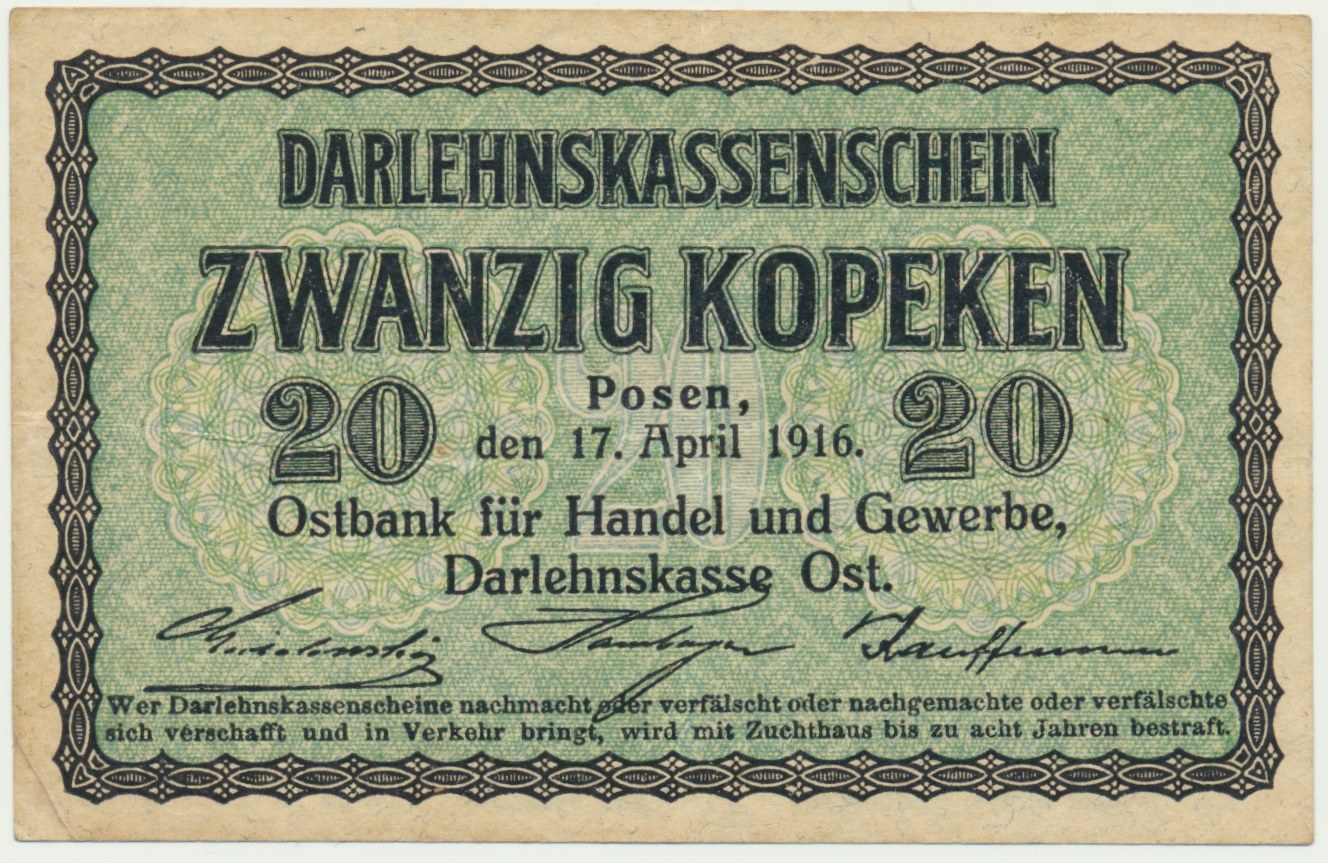 DARLEHNSKASSENSCHEIN
ZWANZIG KOPEKEN
20 Posen, 20
den 17. April 1916.
Ostbank für Handel und Gewerbe,
Darlehnskasse Ost.
Hamburger Kauffmann
Wer Darlehnskassenscheine nachmacht oder verfälscht oder nachgemachte oder verfälschte
sich verschafft und in Verkehr bringt, wird mit Zuchthaus bis zu acht Jahren bestraft.